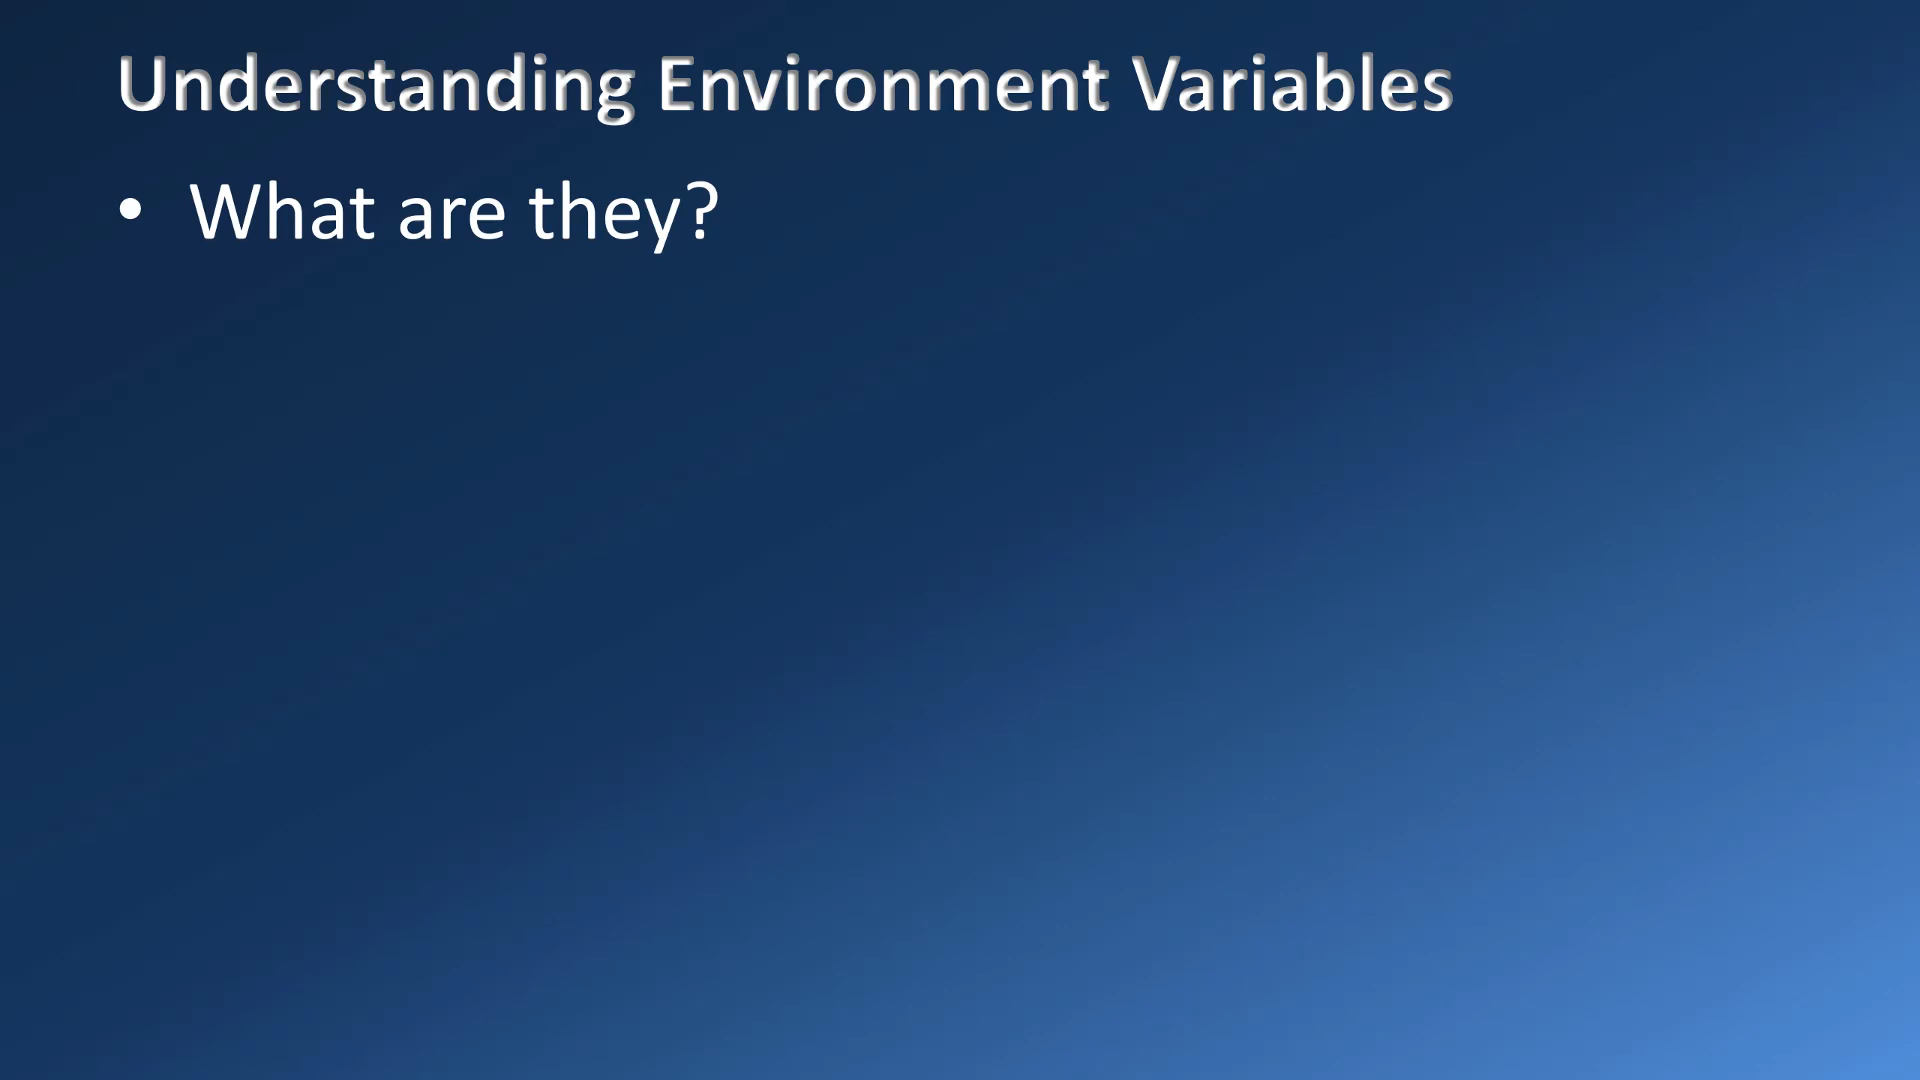 Understanding Environment Variables
• What are they?